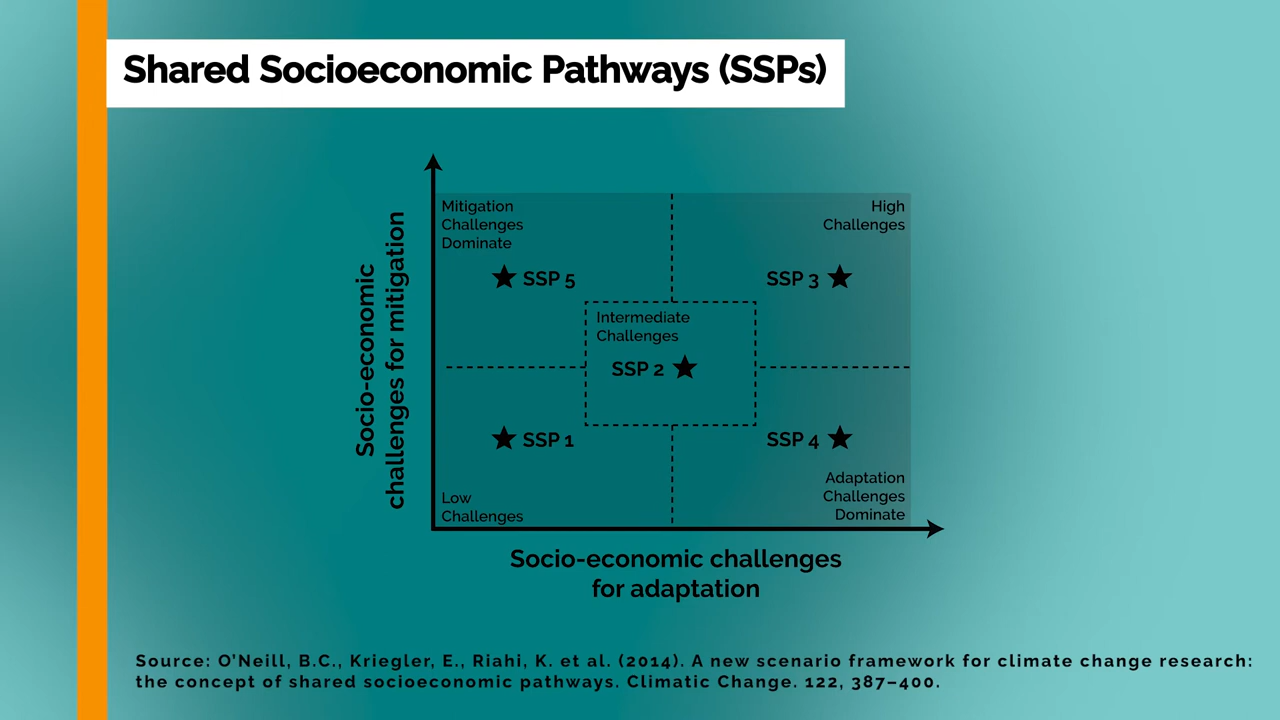 Shared Socioeconomic Pathways (SSPs)
Socio-economic
challenges for mitigation
Mitigation
Challenges
Dominate
High
Challenges
SSP 5
SSP 3
Intermediate
Challenges
SSP 2
SSP 1
SSP 4
Low
Challenges
Adaptation
Challenges
Dominate
Socio-economic challenges
for adaptation
Source: O’Neill, B.C., Kriegler, E., Riahi, K. et al. (2014). A new scenario framework for climate change research:
the concept of shared socioeconomic pathways. Climatic Change. 122, 387–400.